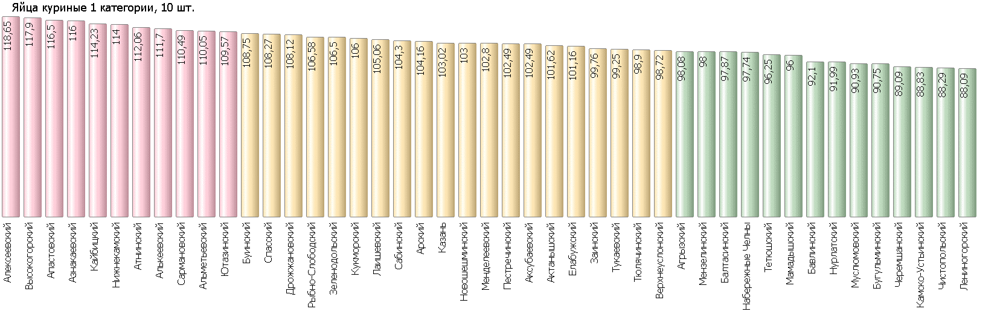 Яйца куриные 1 категории, 10 шт.
118,65
117,9
116,5
116
114,23
114
112,06
111,7
110,49
110,05
109,57
108,75
108,27
108,12
106,58
106,5
106
105,06
104,3
104,16
103,02
103
102,8
102,49
102,49
101,62
101,16
99,76
99,25
98,9
98,72
98,08
98
97,87
97,74
96,25
96
92,1
91,99
90,93
90,75
89,09
88,83
88,29
88,09
Алексеевский
Высокогорский
Апастовский
Азнакаевский
Кайбицкий
Нижнекамский
Атнинский
Алькеевский
Сармановский
Альметьевский
Ютазинский
Буинский
Спасский
Дрожжановский
Рыбно-Слободский
Зеленодольский
Кукморский
Лаишевский
Сабинский
Арский
Казань
Новошешминский
Менделеевский
Пестречинский
Аксубаевский
Актанышский
Елабужский
Заинский
Тукаевский
Тюлячинский
Верхнеуслонский
Агрызский
Мензелинский
Балтасинский
Набережные Челны
Тетюшский
Мамадышский
Бавлинский
Нурлатский
Муслюмовский
Бугульминский
Черемшанский
Камско-Устьинский
Чистопольский
Лениногорский